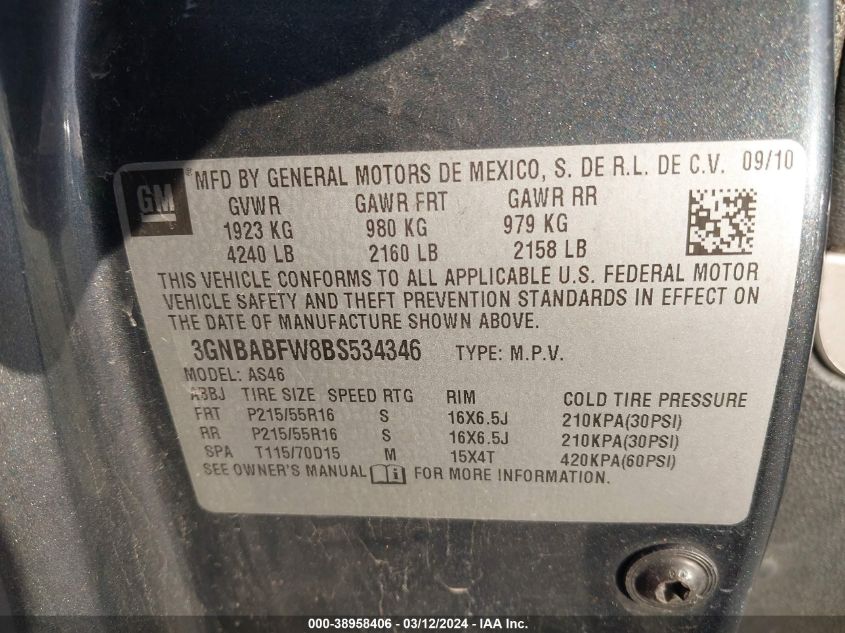 GM ® MFD BY GENERAL MOTORS DE MEXICO, S. DE R.L. DE C.V. 09/10
GVWR GAWR FRT GAWR RR
1923 KG 980 KG 979 KG
4240 LB 2160 LB 2158 LB
THIS VEHICLE CONFORMS TO ALL APPLICABLE U.S. FEDERAL MOTOR
VEHICLE SAFETY AND THEFT PREVENTION STANDARDS IN EFFECT ON
THE DATE OF MANUFACTURE SHOWN ABOVE.
3GNBABFW8BS534346 TYPE: M.P.V.
MODEL: AS46
ABBJ TIRE SIZE SPEED RTG RIM COLD TIRE PRESSURE
FRT P215/55R16 S 16X6.5J 210KPA(30PSI)
RR P215/55R16 S 16X6.5J 210KPA(30PSI)
SPA T115/70D15 M 15X4T 420KPA(60PSI)
SEE OWNER'S MANUAL FOR MORE INFORMATION.
000-38958406 - 03/12/2024 - IAA Inc.